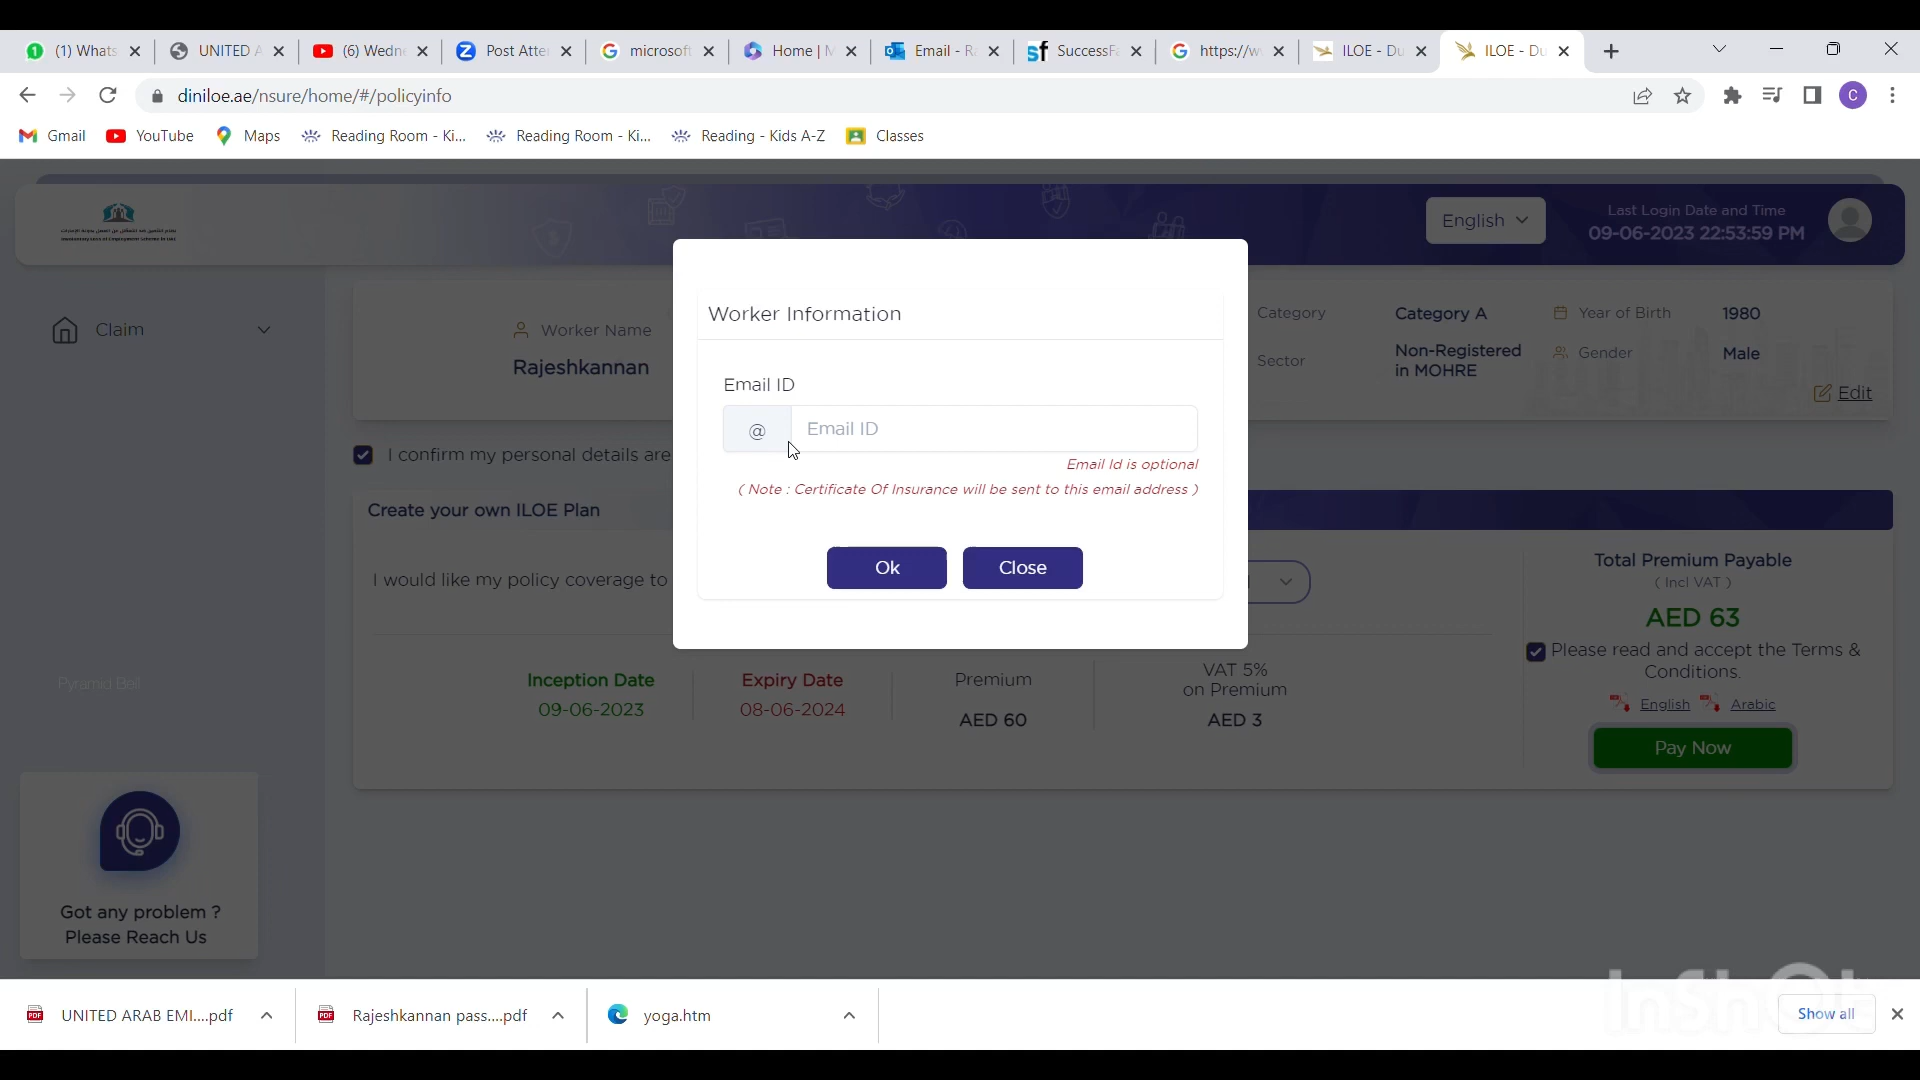 (1) Whats
UNITED A
(6) Wedne
Post Atte
microsoft
Home | M
Email - Ra
SuccessFa
https://w
ILOE - Du
ILOE - Du
diniloe.ae/nsure/home/#/policyinfo
C
Gmail
YouTube
Maps
Reading Room - Ki...
Reading Room - Ki...
Reading - Kids A-Z
Classes
English
Last Login Date and Time
09-06-2023 22:53:59 PM
Claim
Worker Name
Rajeshkannan
Category
Category A
Year of Birth
1980
Sector
Non-Registered
in MOHRE
Gender
Male
Edit
Worker Information
Email ID
@
Email ID
Email Id is optional
( Note : Certificate Of Insurance will be sent to this email address )
Ok
Close
I confirm my personal details are
Create your own ILOE Plan
I would like my policy coverage to
Total Premium Payable
( Incl VAT )
AED 63
Please read and accept the Terms &
Conditions.
English
Arabic
Pay Now
Inception Date
09-06-2023
Expiry Date
08-06-2024
Premium
AED 60
VAT 5%
on Premium
AED 3
Pyramid Bell
Got any problem ?
Please Reach Us
UNITED ARAB EMI....pdf
Rajeshkannan pass....pdf
yoga.htm
Show all
InShOt